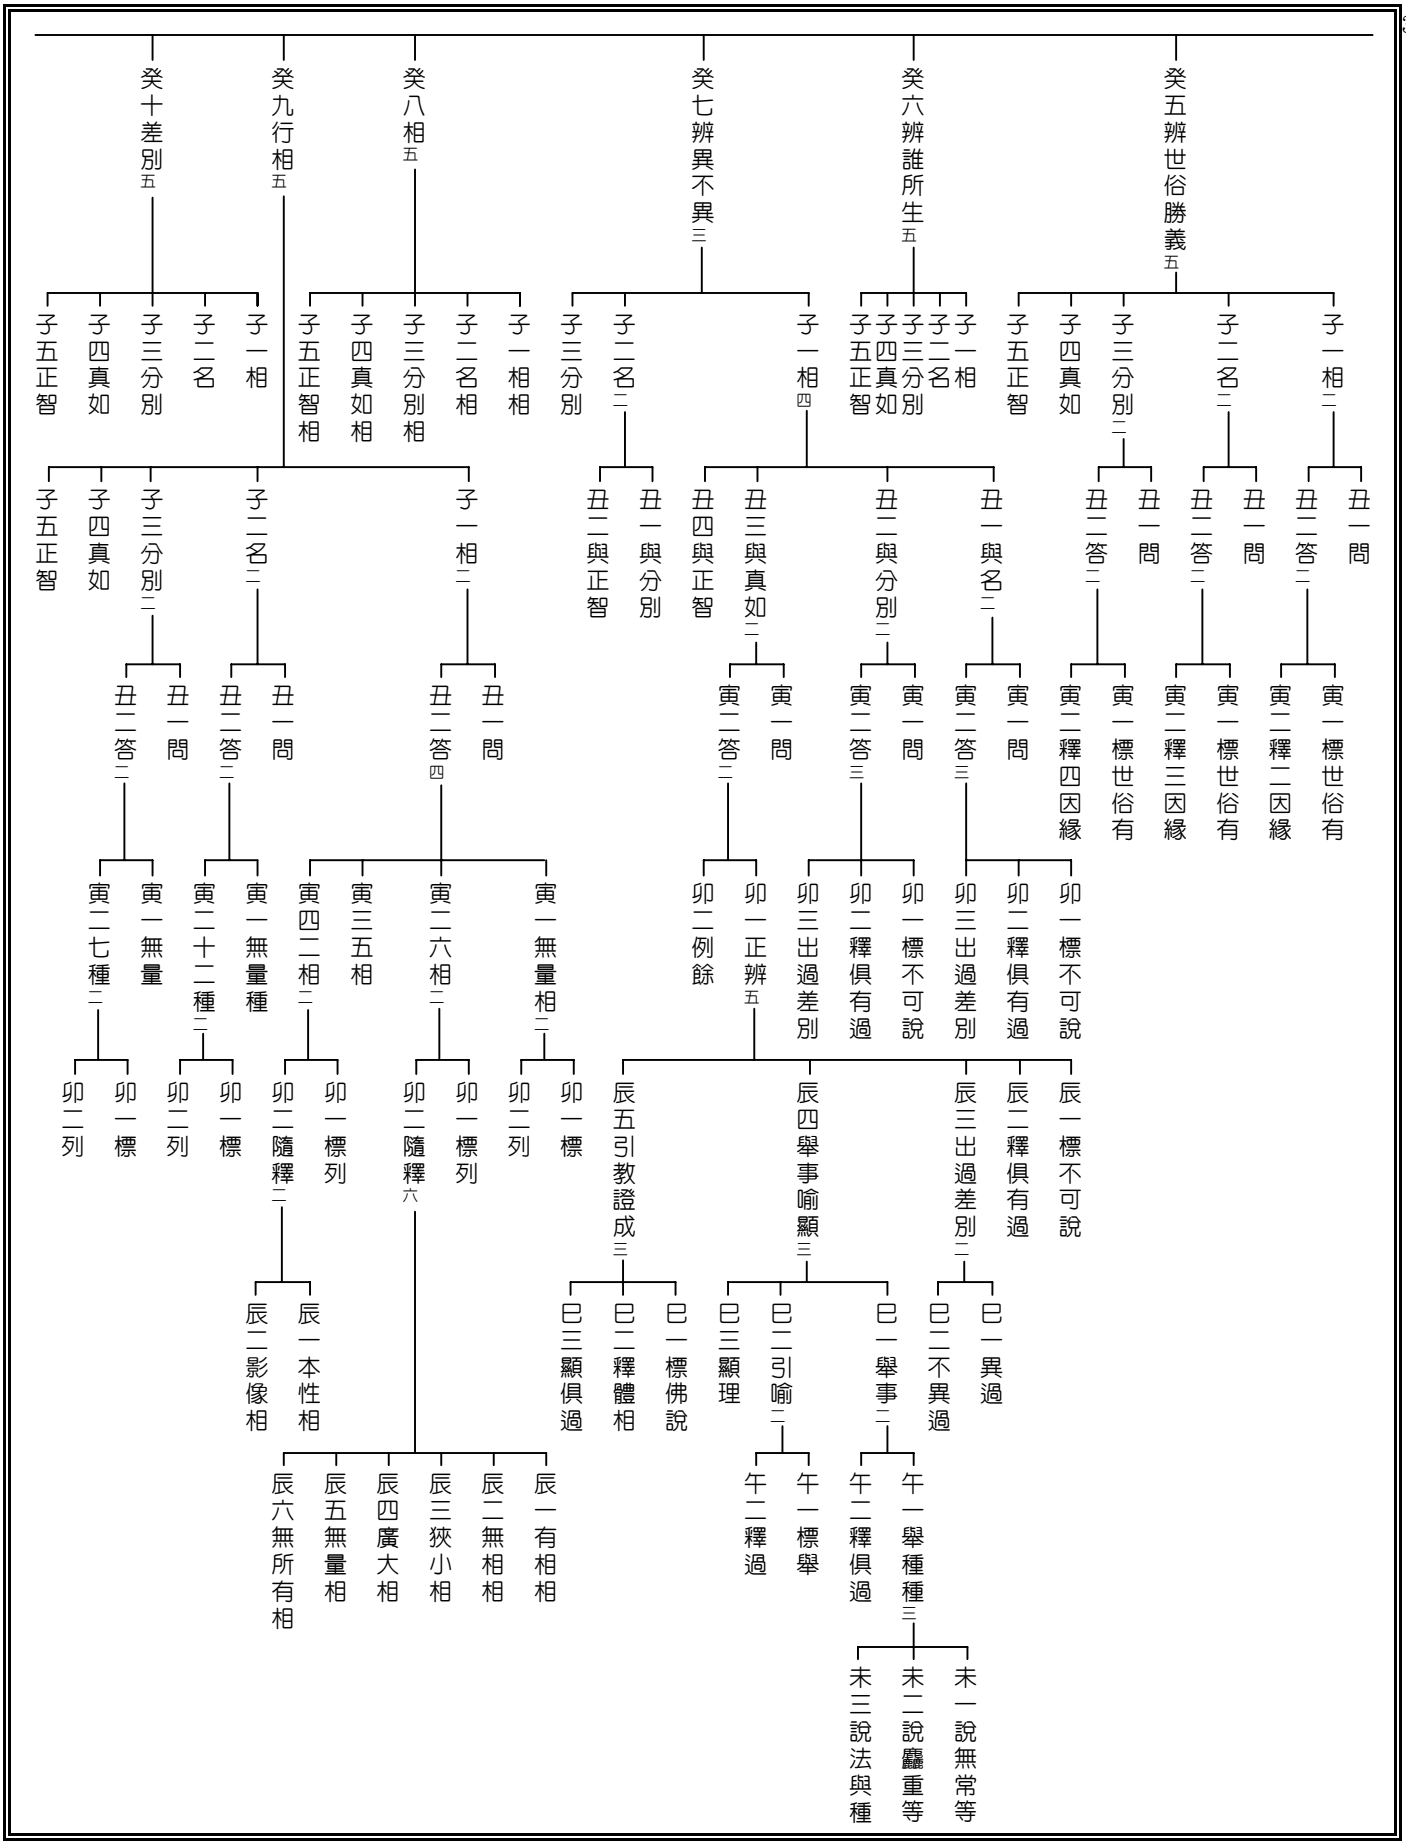 癸五辨世俗勝義五
癸六辨誰所生五
癸七辨異不異三
癸八相五
癸九行相五
癸十差別五
子一相二
子二名二
子三分別二
子四真如
子五正智
子一相
子二名
子三分別
子四真如
子五正智
子一相四
子二名二
子三分別
子一相相
子二名相
子三分別相
子四真如相
子五正智相
子一相
子二名
子三分別
子四真如
子五正智
丑一問
丑二答二
丑一問
丑二答二
丑一問
丑二答二
丑一與名二
丑二與分別二
丑三與真如二
丑四與正智
丑一與分別
丑二與正智
子一相二
子二名二
子三分別二
子四真如
子五正智
寅一標世俗有
寅二釋二因緣
寅一標世俗有
寅二釋三因緣
寅一標世俗有
寅二釋四因緣
寅一問
寅二答三
寅一問
寅二答三
寅一問
寅二答二
丑一問
丑二答四
丑一問
丑二答二
丑一問
丑二答二
卯一標不可說
卯二釋俱有過
卯三出過差別
卯一標不可說
卯二釋俱有過
卯三出過差別
卯一正辨五
卯二例餘
寅一無量相二
寅二六相二
寅三五相
寅四二相二
寅一無量種
寅二十二種二
寅一無量
寅二七種二
辰一標不可說
辰二釋俱有過
辰三出過差別二
辰四舉事喻顯三
辰五引教證成三
卯一標
卯二列
卯一標列
卯二隨釋六
卯一標列
卯二隨釋二
卯一標
卯二列
卯一標
卯二列
巳一異過
巳二不異過
巳一舉事二
巳二引喻二
巳三顯理
巳一標佛說
巳二釋體相
巳三顯俱過
辰一本性相
辰二影像相
午一舉種種三
午二釋俱過
午一標舉
午二釋過
辰一有相相
辰二無相相
辰三狹小相
辰四廣大相
辰五無量相
辰六無所有相
未一說無常等
未二說麤重等
未三說法與種